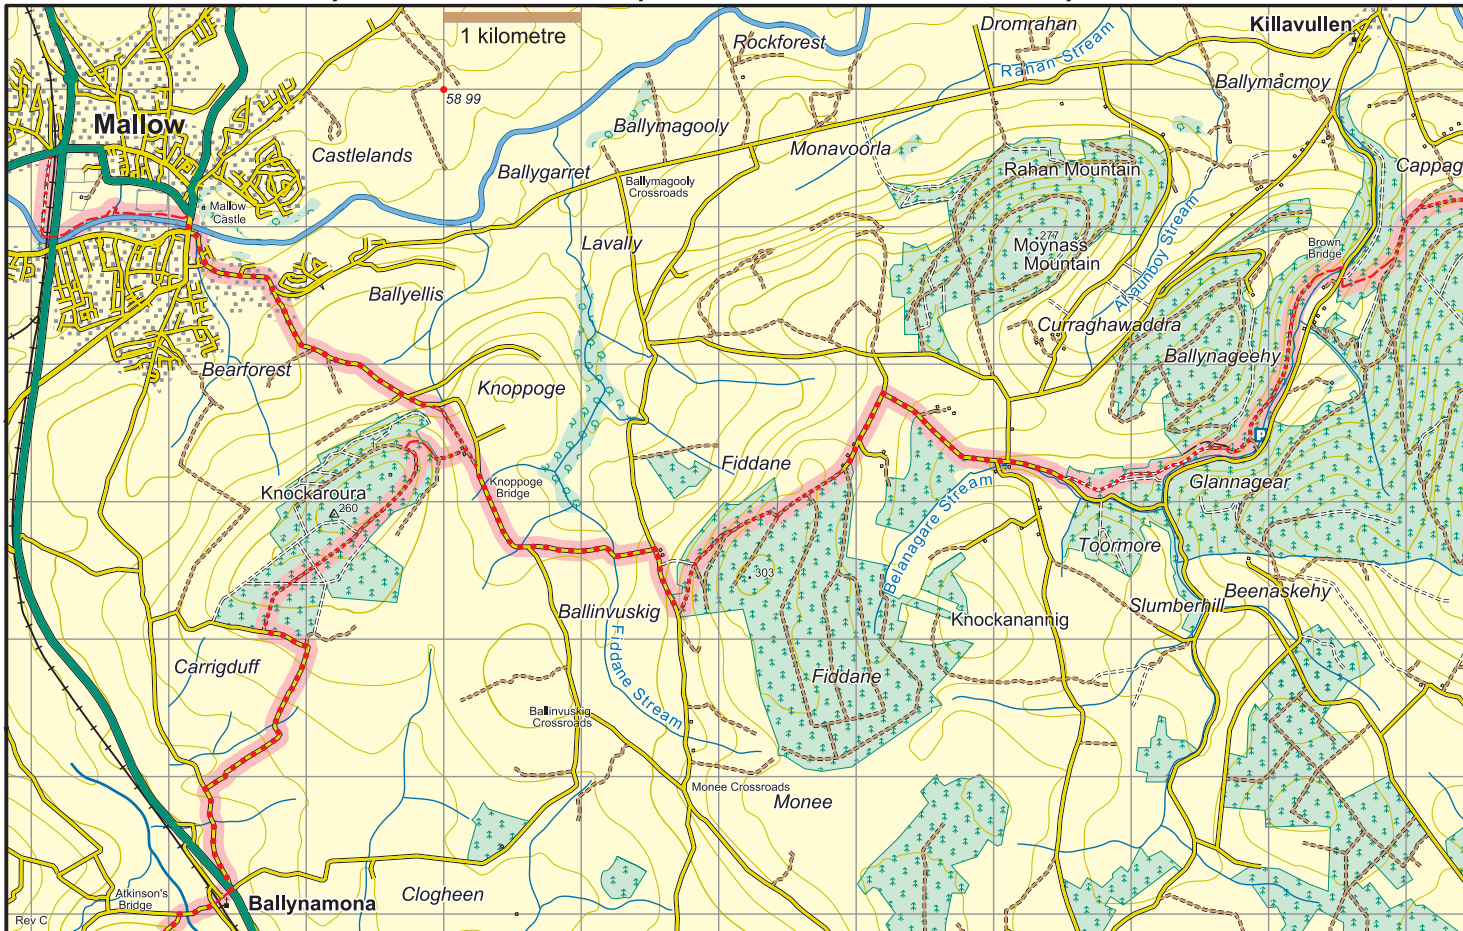 Dromrahan
Killavullen
1 kilometre
Rockforest
Rahan Stream
Ballymacmoy
58 99
Mallow
Ballymagooly
Castlelands
Monavoorla
Cappag
Ballygarret
Rahan Mountain
Ballymagooly
Crossroads
Mallow
Castle
277
Lavally
Moynass
Mountain
Brown
Bridge
Ballyellis
Alkaunboy Stream
Curraghawaddra
Ballynageehy
Bearforest
Knoppoge
P
Fiddane
Knoppoge
Bridge
Glannagear
Knockaroura
260
Belanagare Stream
Toormore
303
Beenaskehy
Ballinvuskig
Slumberhill
Knockanannig
Fiddane Stream
Carrigduff
Fiddane
Ballinvuskig
Crossroads
Monee Crossroads
Monee
Atkinson's
Bridge
Clogheen
Ballynamona
Rev C